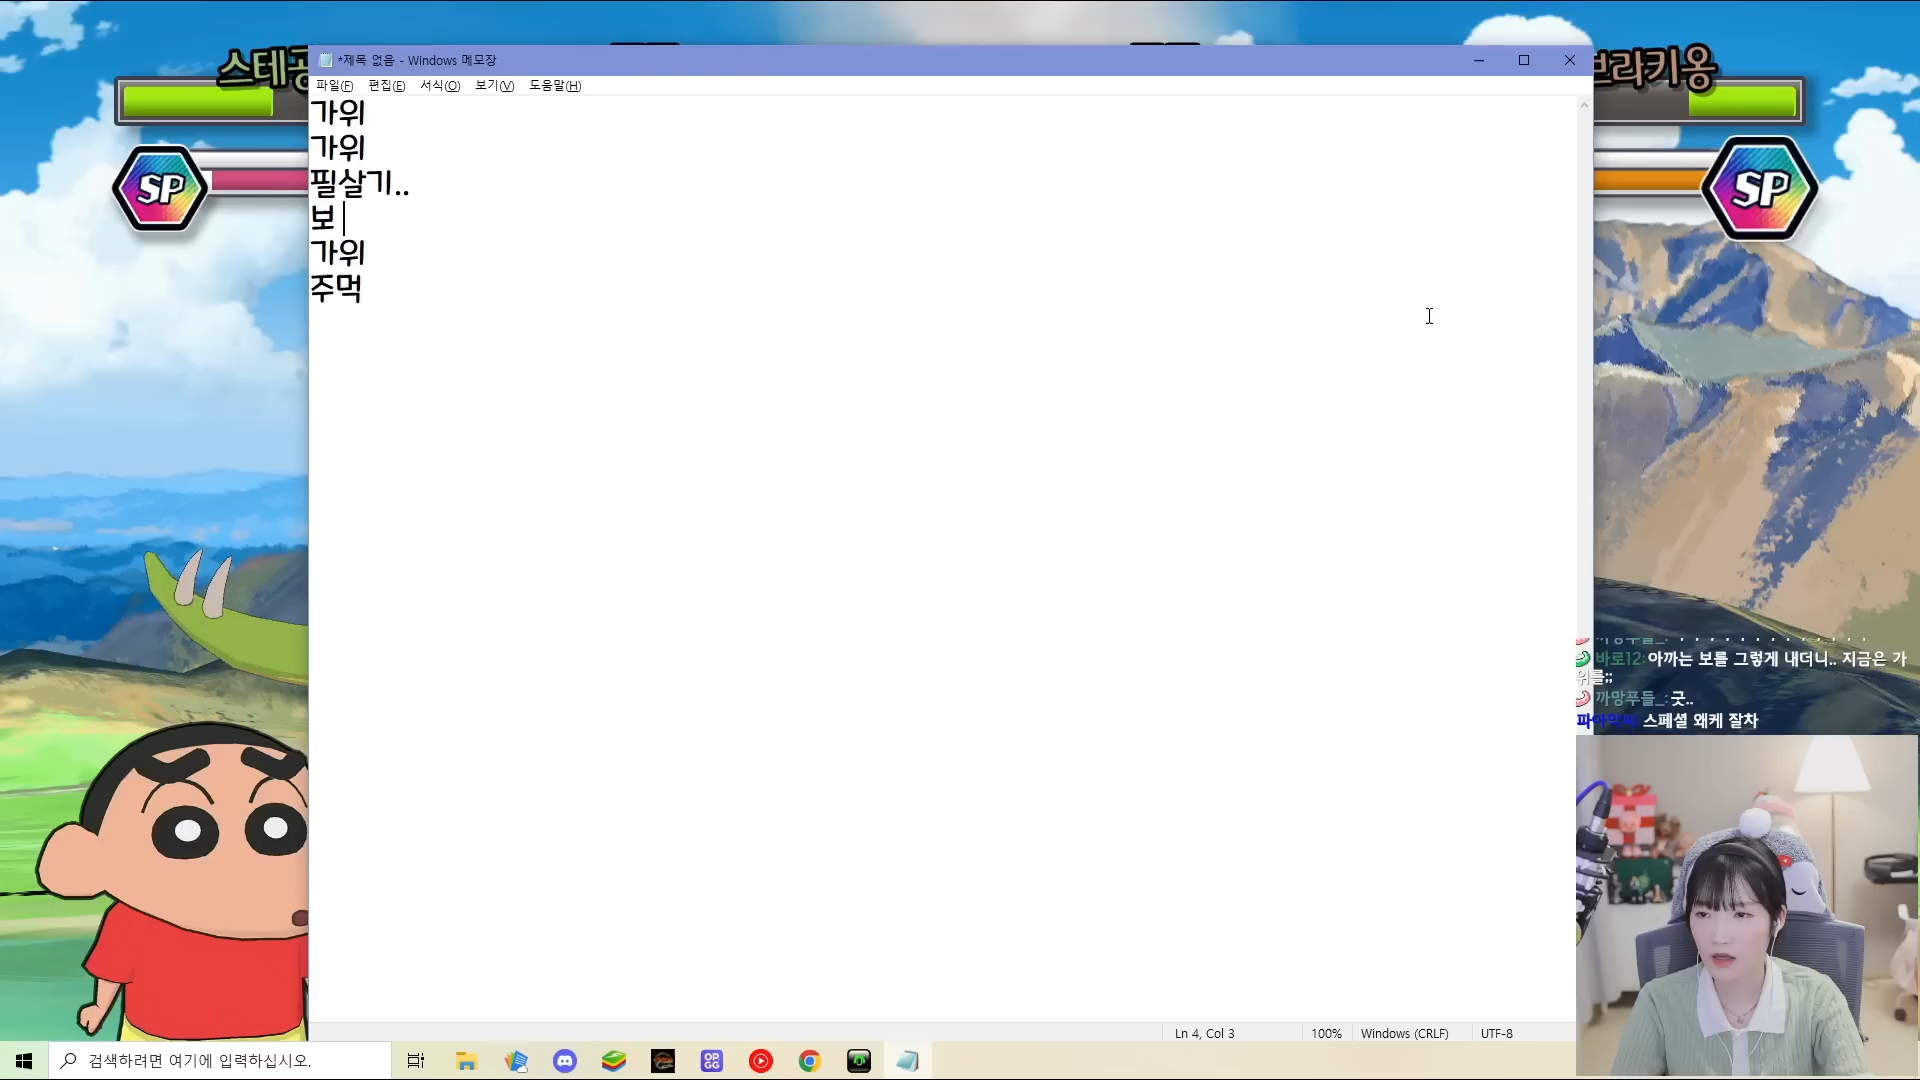 *제목 없음 - Windows 메모장
파일(F) 편집(E) 서식(O) 보기(V) 도움말(H)
스테공
브라키옹
SP
SP
가위
가위
필살기..
보
가위
주먹
바로12: 아까는 보를 그렇게 내더니.. 지금은 가
위를;;
까망푸들_: 굿..
스페셜 왜케 잘차
Ln 4, Col 3 100% Windows (CRLF) UTF-8
검색하려면 여기에 입력하십시오.
OP.GG